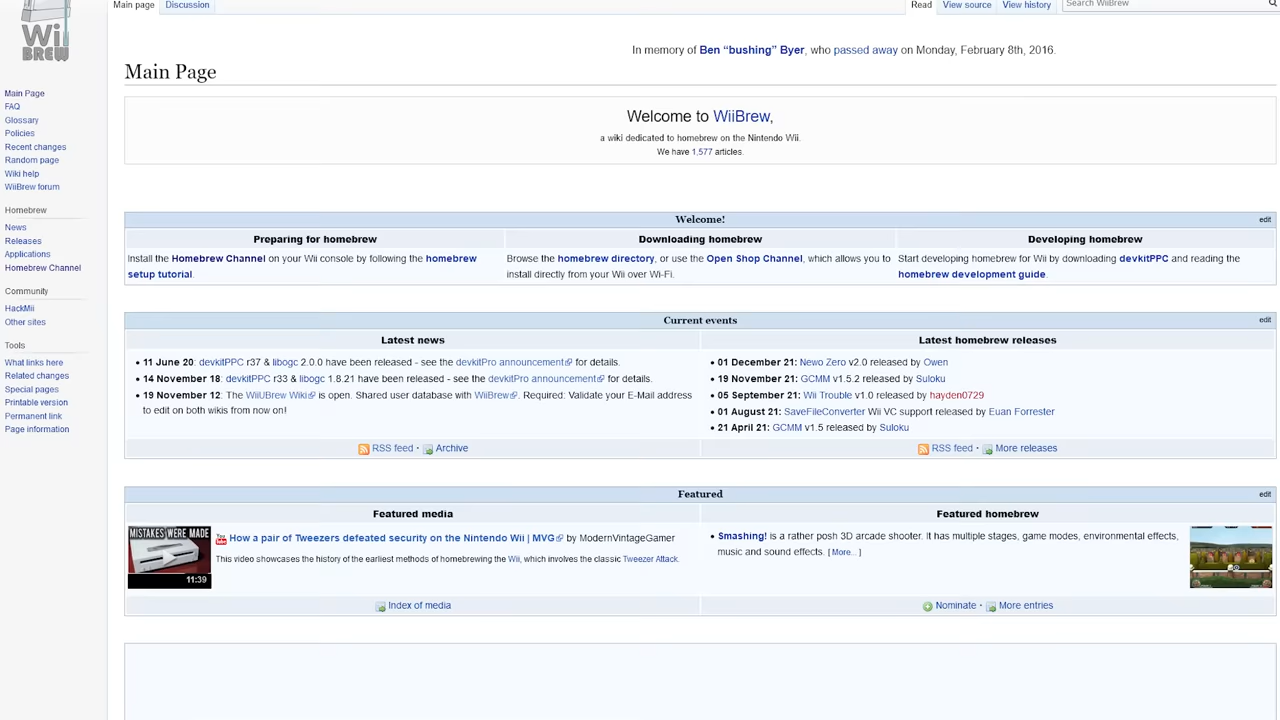 Main page
Discussion
Read
View source
View history
Search WiiBrew
Wii
BREW
In memory of Ben “bushing” Byer, who passed away on Monday, February 8th, 2016.
Main Page
Main Page
FAQ
Glossary
Policies
Recent changes
Random page
Wiki help
WiiBrew forum
Homebrew
News
Releases
Applications
Homebrew Channel
Community
HackMii
Other sites
Tools
What links here
Related changes
Special pages
Printable version
Permanent link
Page information
Welcome to WiiBrew,
a wiki dedicated to homebrew on the Nintendo Wii.
We have 1,577 articles.
Welcome!
edit
Preparing for homebrew
Install the Homebrew Channel on your Wii console by following the homebrew
setup tutorial.
Downloading homebrew
Browse the homebrew directory, or use the Open Shop Channel, which allows you to
install directly from your Wii over Wi-Fi.
Developing homebrew
Start developing homebrew for Wii by downloading devkitPPC and reading the
homebrew development guide.
Current events
edit
Latest news
• 11 June 20: devkitPPC r37 & libogc 2.0.0 have been released - see the devkitPro announcement for details.
• 14 November 18: devkitPPC r33 & libogc 1.8.21 have been released - see the devkitPro announcement for details.
• 19 November 12: The WiiUBrew Wiki is open. Shared user database with WiiBrew. Required: Validate your E-Mail address
to edit on both wikis from now on!
RSS feed • Archive
Latest homebrew releases
• 01 December 21: Newo Zero v2.0 released by Owen
• 19 November 21: GCMM v1.5.2 released by Suloku
• 05 September 21: Wii Trouble v1.0 released by hayden0729
• 01 August 21: SaveFileConverter Wii VC support released by Euan Forrester
• 21 April 21: GCMM v1.5 released by Suloku
RSS feed • More releases
Featured
edit
Featured media
MISTAKES WERE MADE
11:39
You
Tube
How a pair of Tweezers defeated security on the Nintendo Wii | MVG by ModernVintageGamer
This video showcases the history of the earliest methods of homebrewing the Wii, which involves the classic Tweezer Attack.
Index of media
Featured homebrew
• Smashing! is a rather posh 3D arcade shooter. It has multiple stages, game modes, environmental effects,
music and sound effects. [ More... ]
Nominate • More entries